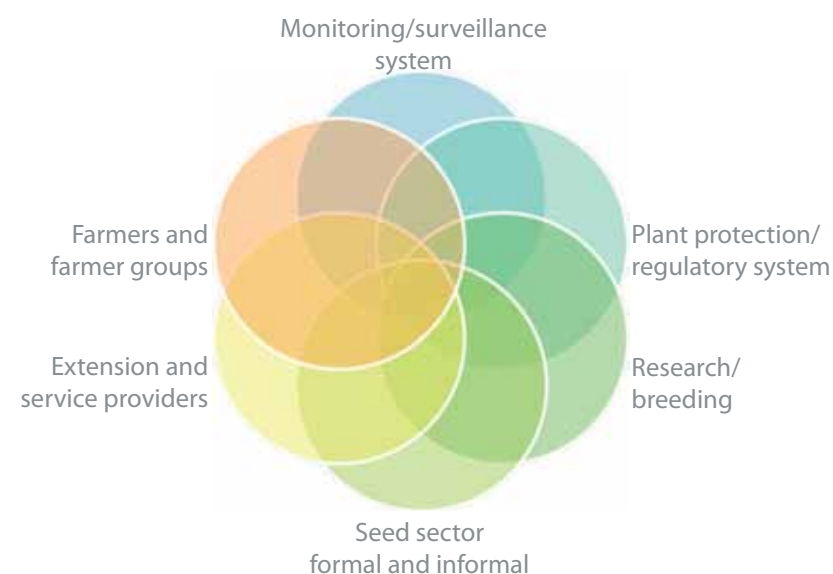 Monitoring/surveillance
system
Farmers and
farmer groups
Plant protection/
regulatory system
Extension and
service providers
Research/
breeding
Seed sector
formal and informal